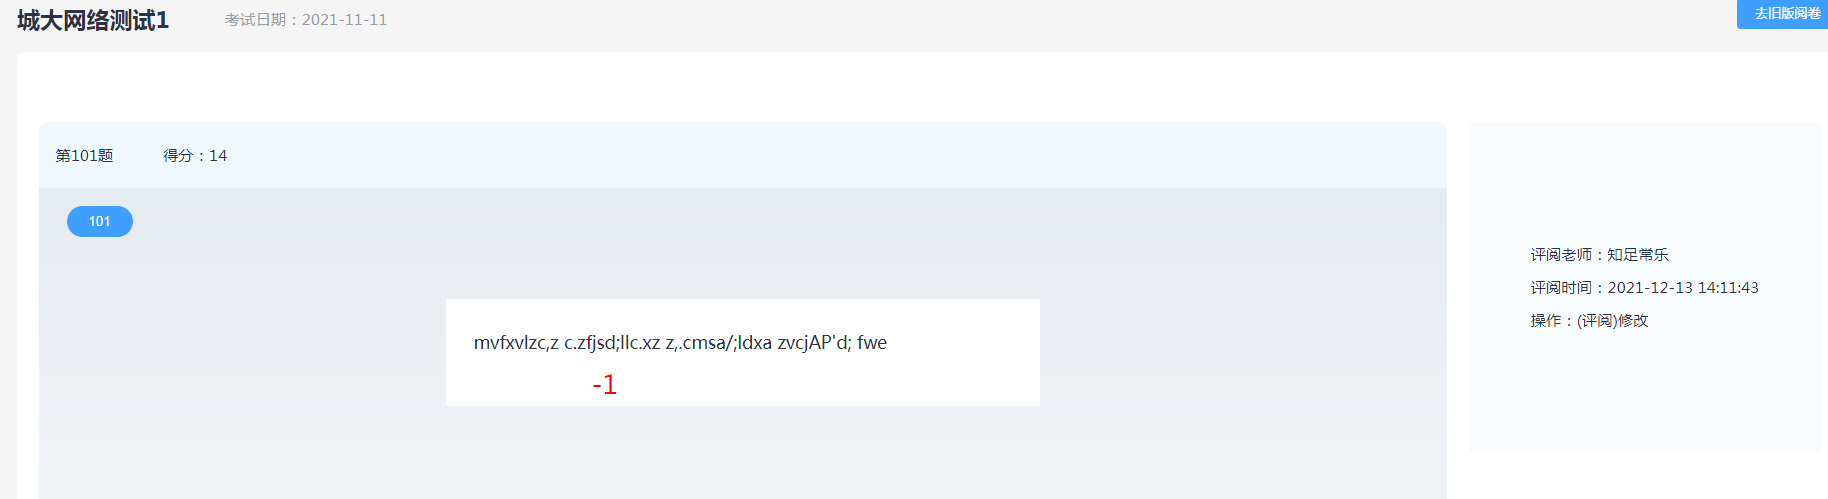 城大网络测试1
考试日期：2021-11-11
去旧版阅卷
第101题
得分：14
101
mvfxvlzc,z c.zfjsd;llc.xz z,.cmsa/;ldxa zvcjAP'd; fwe
-1
评阅老师：知足常乐
评阅时间：2021-12-13 14:11:43
操作：(评阅)修改